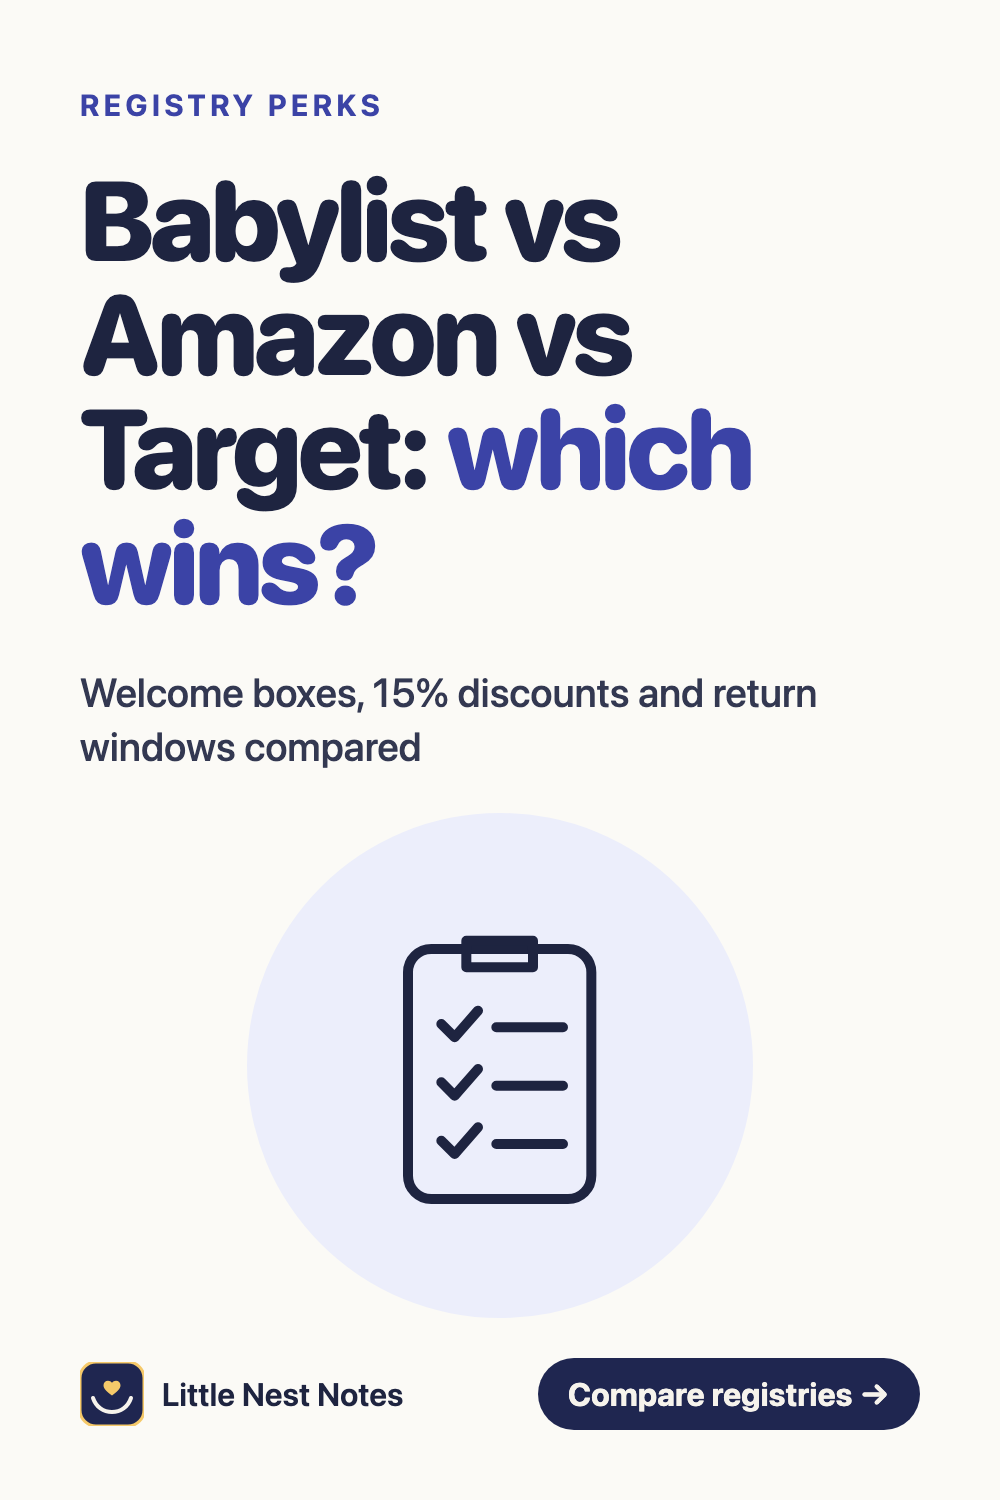 REGISTRY PERKS
Babylist vs
Amazon vs
Target: which
wins?
Welcome boxes, 15% discounts and return
windows compared
Little Nest Notes
Compare registries →